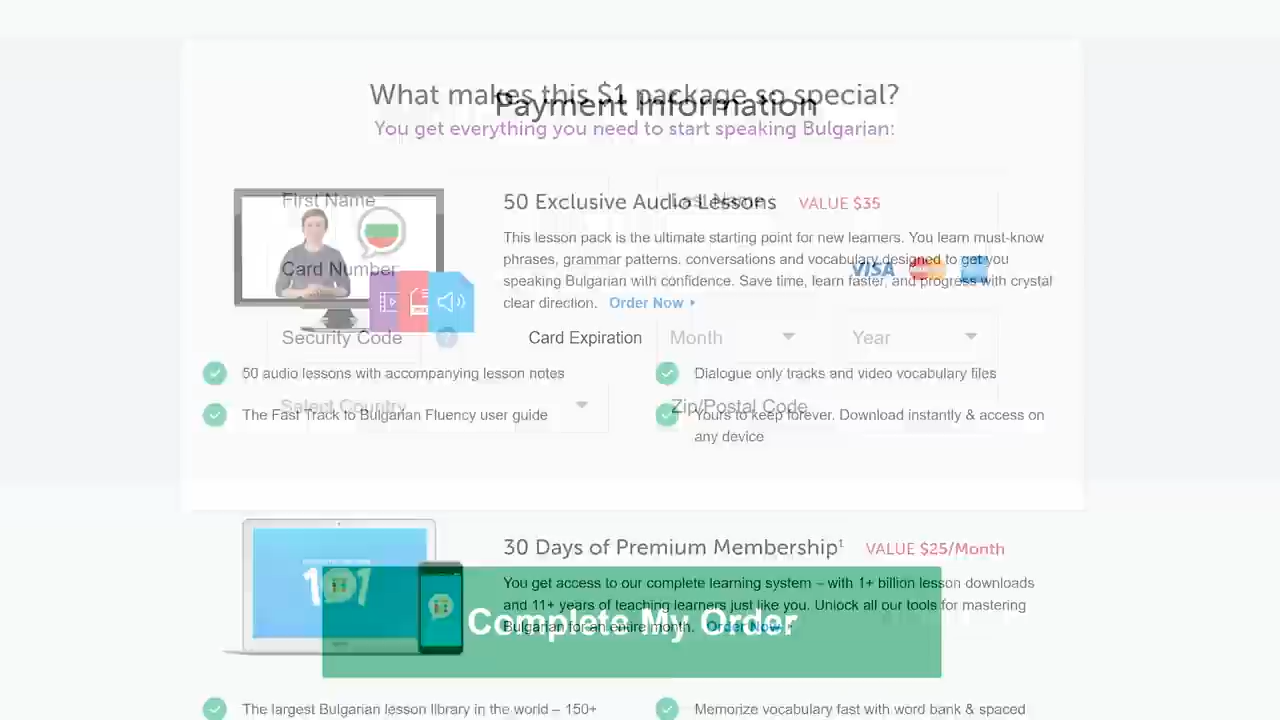 What makes this $1 package so special?
Payment Information
You get everything you need to start speaking Bulgarian:
First Name
Last Name
50 Exclusive Audio Lessons VALUE $35
This lesson pack is the ultimate starting point for new learners. You learn must-know
phrases, grammar patterns. conversations and vocabulary designed to get you
speaking Bulgarian with confidence. Save time, learn faster, and progress with crystal
clear direction. Order Now
Card Number
VISA
Security Code
?
Card Expiration
Month
Year
50 audio lessons with accompanying lesson notes
Dialogue only tracks and video vocabulary files
Select Country
Zip/Postal Code
The Fast Track to Bulgarian Fluency user guide
Yours to keep forever. Download instantly & access on
any device
30 Days of Premium Membership1 VALUE $25/Month
You get access to our complete learning system – with 1+ billion lesson downloads
and 11+ years of teaching learners just like you. Unlock all our tools for mastering
Bulgarian for an entire month. Order Now
101
Complete My Order
The largest Bulgarian lesson library in the world – 150+
Memorize vocabulary fast with word bank & spaced